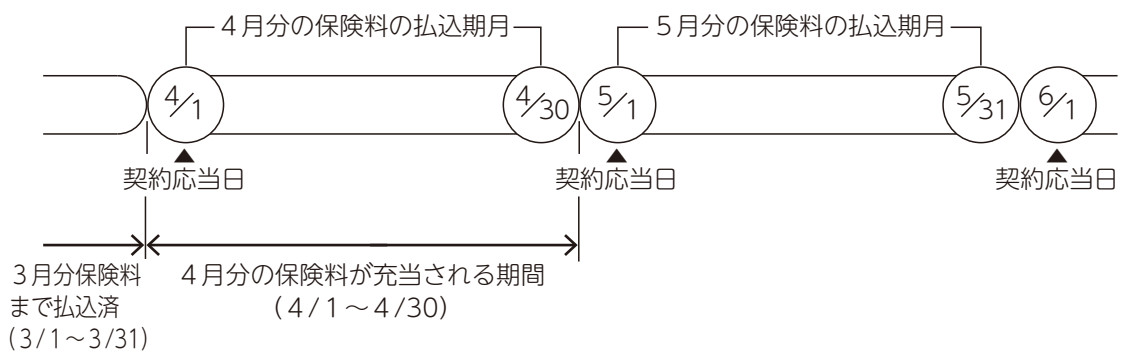 4月分の保険料の払込期月
5月分の保険料の払込期月
4/1
4/30
5/1
5/31
6/1
契約応当日
契約応当日
契約応当日
3月分保険料
まで払込済
(3/1~3/31)
4月分の保険料が充当される期間
(4/1~4/30)